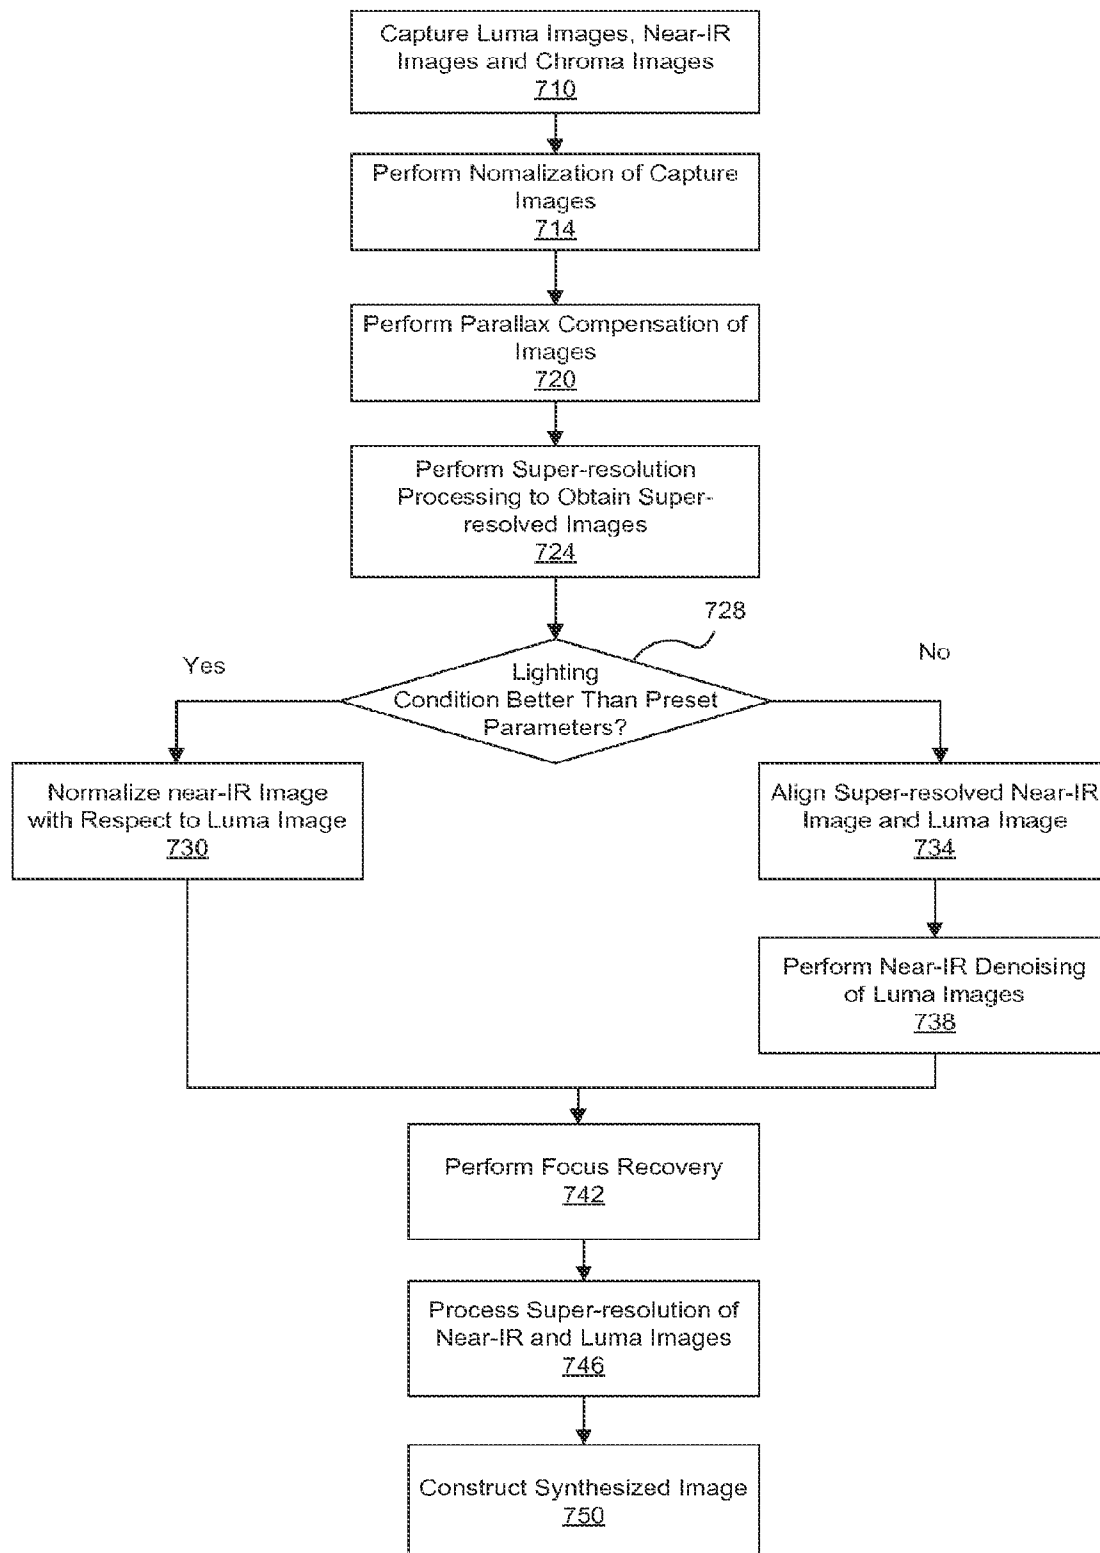 Capture Luma Images, Near-IR
Images and Chroma Images
710
Perform Nomalization of Capture
Images
714
Perform Parallax Compensation of
Images
720
Perform Super-resolution
Processing to Obtain Super-
resolved Images
724
728
Yes
No
Lighting
Condition Better Than Preset
Parameters?
Normalize near-IR Image
with Respect to Luma Image
730
Align Super-resolved Near-IR
Image and Luma Image
734
Perform Near-IR Denoising
of Luma Images
738
Perform Focus Recovery
742
Process Super-resolution of
Near-IR and Luma Images
746
Construct Synthesized Image
750